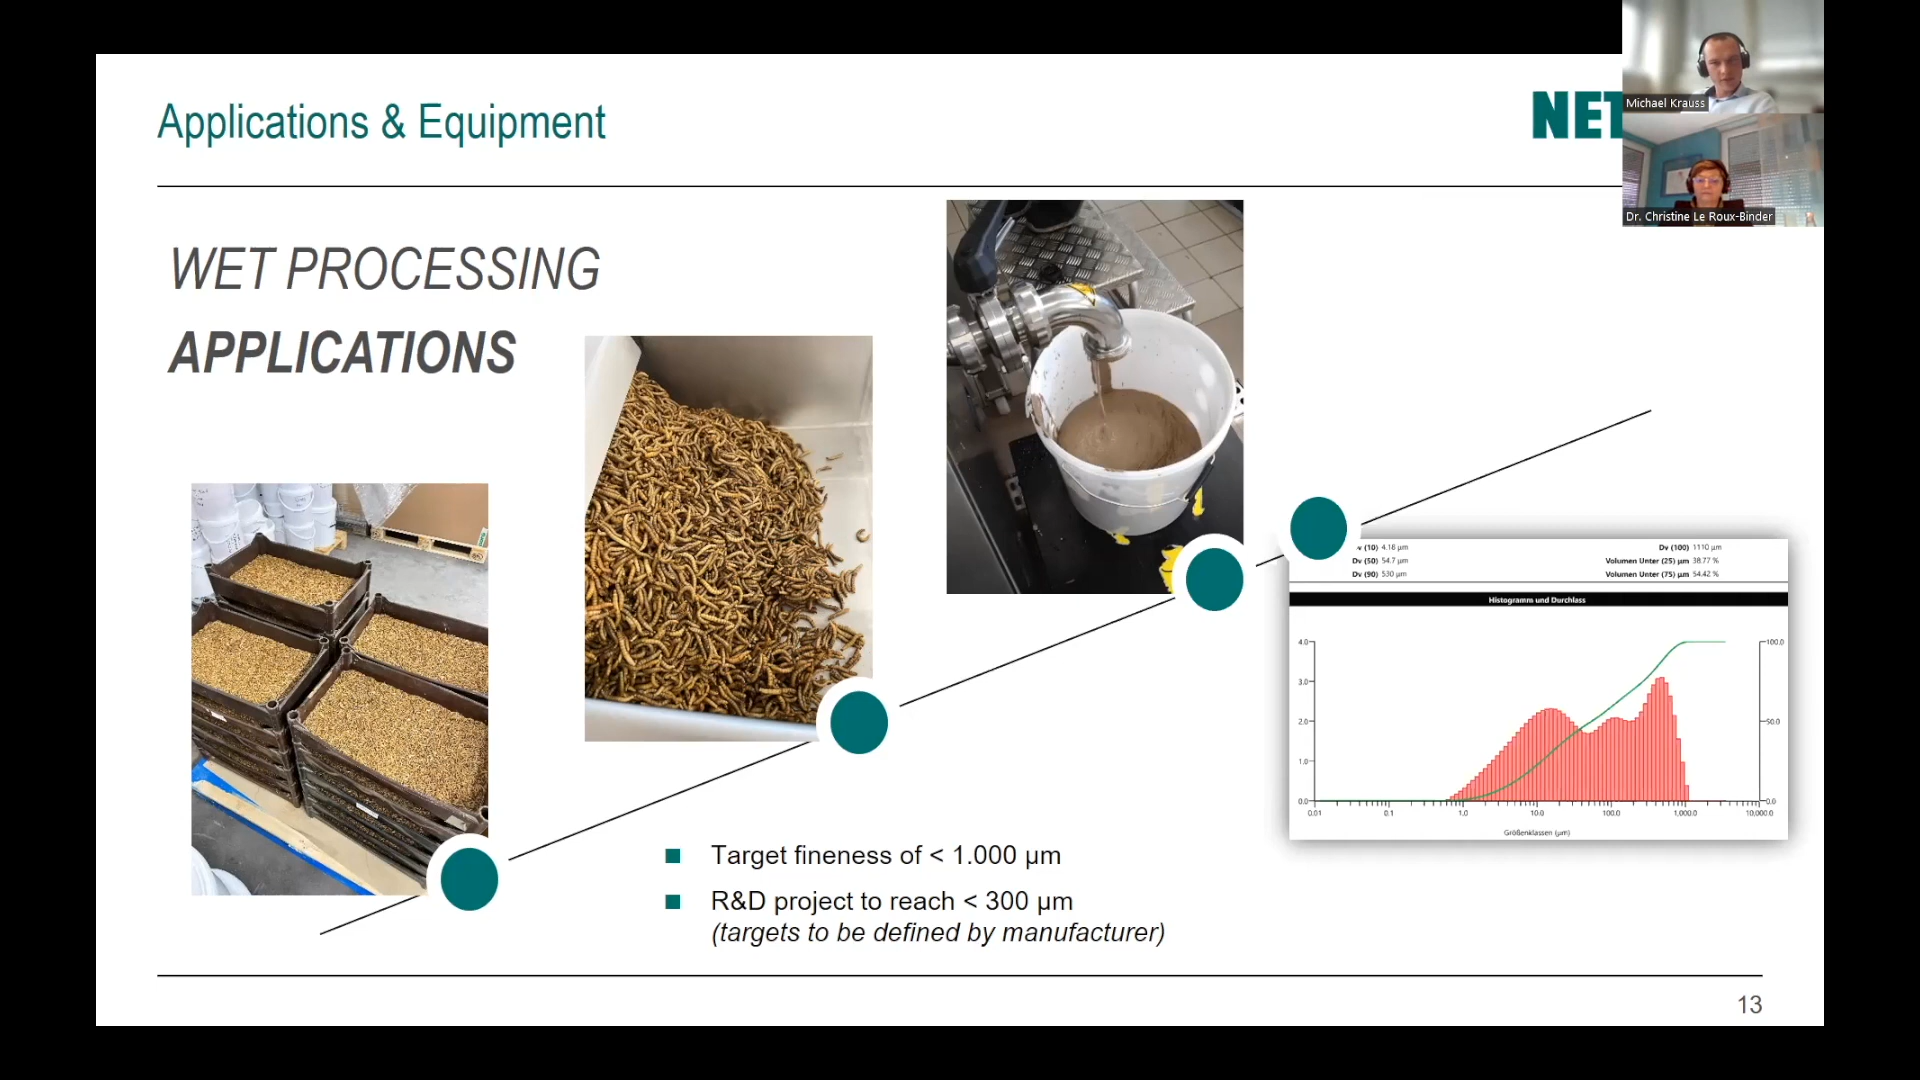 Applications & Equipment
NET
Michael Krauss
Dr. Christine Le Roux-Binder
WET PROCESSING
APPLICATIONS
Dv (100) 1110 µm
Dv (50) 54.7 µm
Dv (90) 530 µm
(10) 4.18 µm
Volumen Unter (25) µm 38.77 %
Volumen Unter (75) µm 54.42 %
Histogramm und Durchlass
4.0
3.0
2.0
1.0
0.0
100.0
50.0
0.0
0.01 0.1 1.0 10.0 100.0 1,000.0 10,000.0
Größenklassen (µm)
Target fineness of < 1.000 µm
R&D project to reach < 300 µm
(targets to be defined by manufacturer)
13